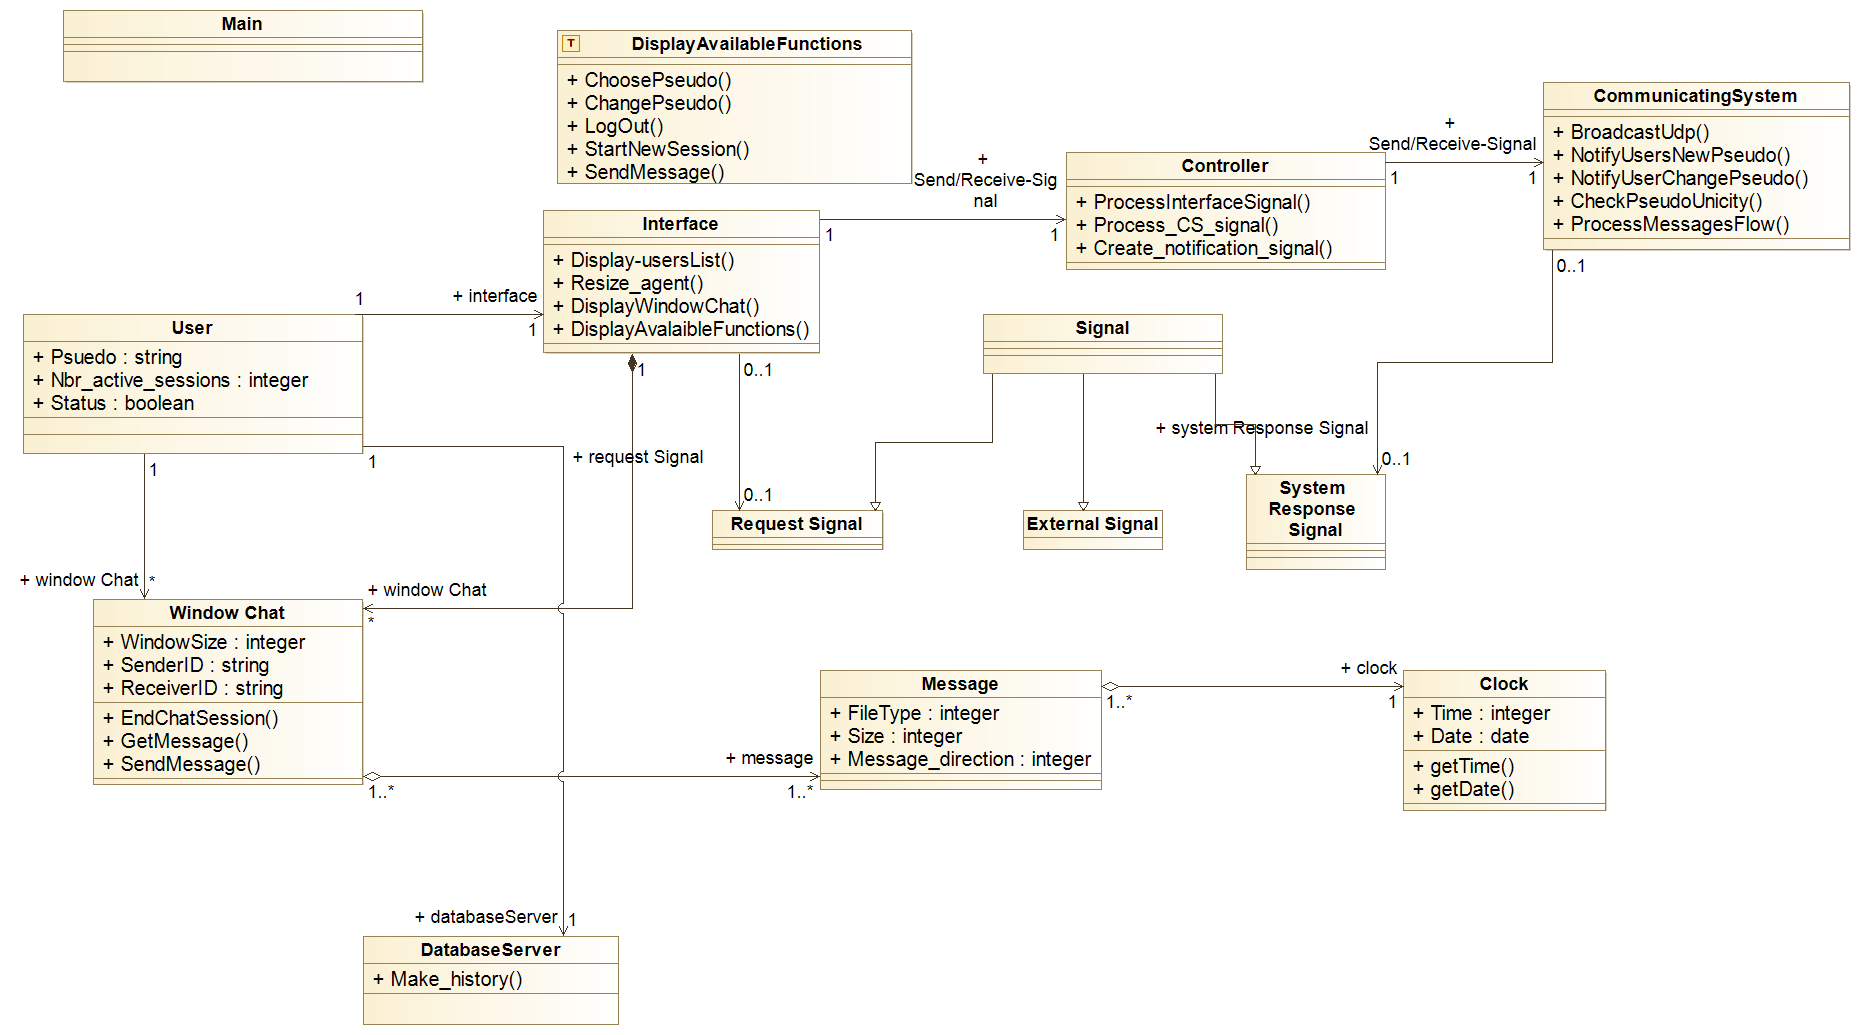 Main
T
DisplayAvailableFunctions
+ ChoosePseudo()
+ ChangePseudo()
+ LogOut()
+ StartNewSession()
+ SendMessage()
CommunicatingSystem
+ BroadcastUdp()
+ NotifyUsersNewPseudo()
+ NotifyUserChangePseudo()
+ CheckPseudoUnicity()
+ ProcessMessagesFlow()
+
Send/Receive-Signal
1
1
Controller
+ ProcessInterfaceSignal()
+ Process_CS_signal()
+ Create_notification_signal()
+
Send/Receive-Sig
nal
1
1
Interface
+ Display-usersList()
+ Resize_agent()
+ DisplayWindowChat()
+ DisplayAvalaibleFunctions()
1
+ interface
1
User
+ Psuedo : string
+ Nbr_active_sessions : integer
+ Status : boolean
Signal
0..1
1
0..1
1
1
+ request Signal
+ system Response Signal
0..1
0..1
Request Signal
External Signal
System
Response
Signal
+ window Chat
*
+ window Chat
*
Window Chat
+ WindowSize : integer
+ SenderID : string
+ ReceiverID : string
+ EndChatSession()
+ GetMessage()
+ SendMessage()
1..*
+ message
1..*
Message
+ FileType : integer
+ Size : integer
+ Message_direction : integer
1..*
+ clock
1
Clock
+ Time : integer
+ Date : date
+ getTime()
+ getDate()
+ databaseServer
1
DatabaseServer
+ Make_history()